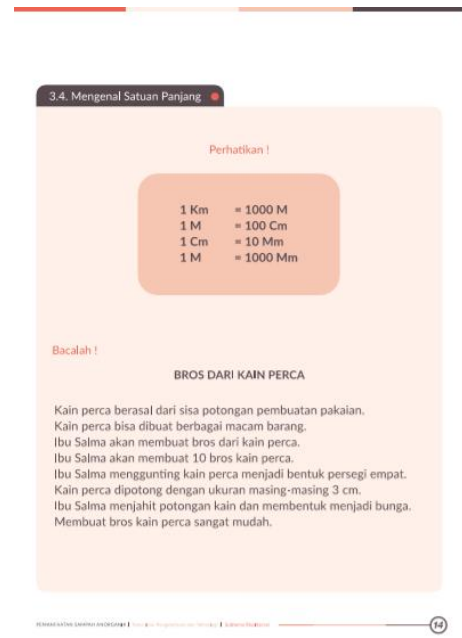 3.4. Mengenal Satuan Panjang
Perhatikan !
1 Km = 1000 M
1 M = 100 Cm
1 Cm = 10 Mm
1 M = 1000 Mm
Bacalah !
BROS DARI KAIN PERCA
Kain perca berasal dari sisa potongan pembuatan pakaian.
Kain perca bisa dibuat berbagai macam barang.
Ibu Salma akan membuat bros dari kain perca.
Ibu Salma akan membuat 10 bros kain perca.
Ibu Salma menggunting kain perca menjadi bentuk persegi empat.
Kain perca dipotong dengan ukuran masing-masing 3 cm.
Ibu Salma menjahit potongan kain dan membentuk menjadi bunga.
Membuat bros kain perca sangat mudah.
PEMANFAATAN SAMPAH ANORGANIK |
14